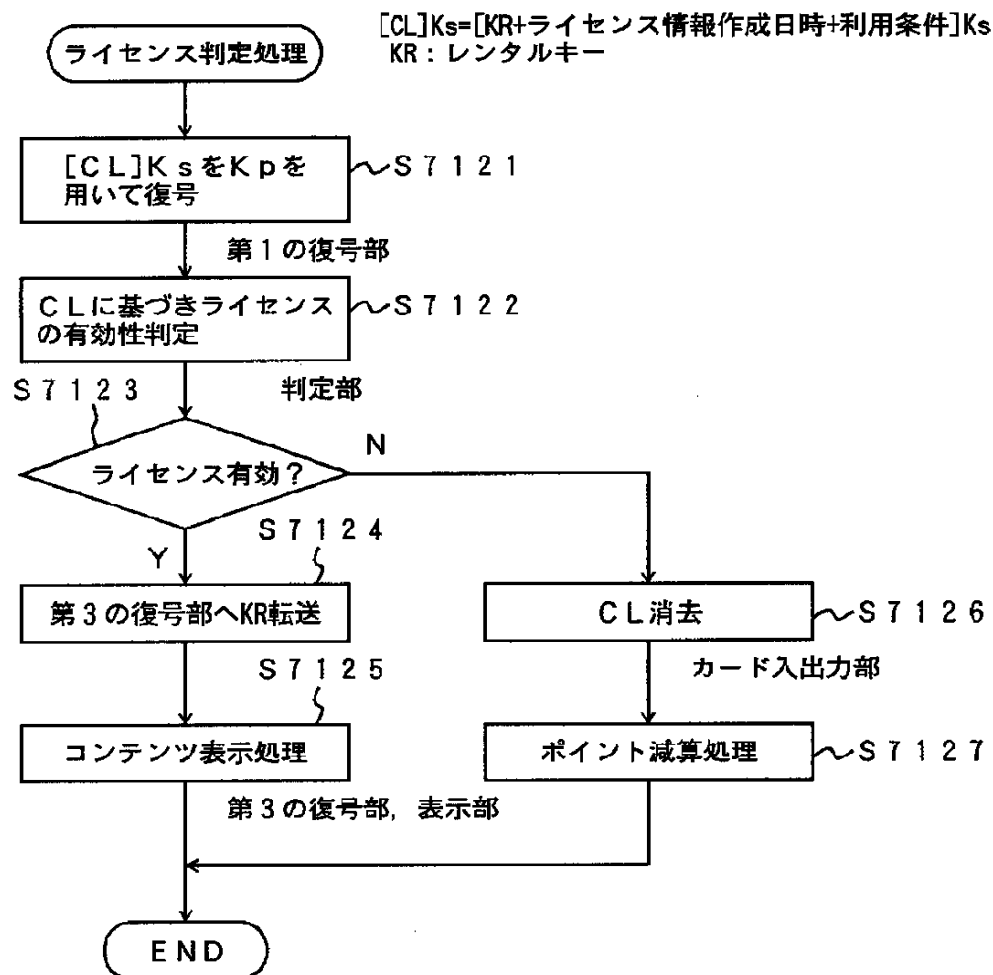 [CL]Ks=[KR+ライセンス情報作成日時+利用条件]Ks
KR：レンタルキー
ライセンス判定処理
[CL]KsをKpを
用いて復号
S7121
第1の復号部
CLに基づきライセンス
の有効性判定
S7122
S7123
判定部
ライセンス有効？
N
Y
S7124
第3の復号部へKR転送
CL消去
S7126
S7125
カード入出力部
コンテンツ表示処理
ポイント減算処理
S7127
第3の復号部，表示部
END